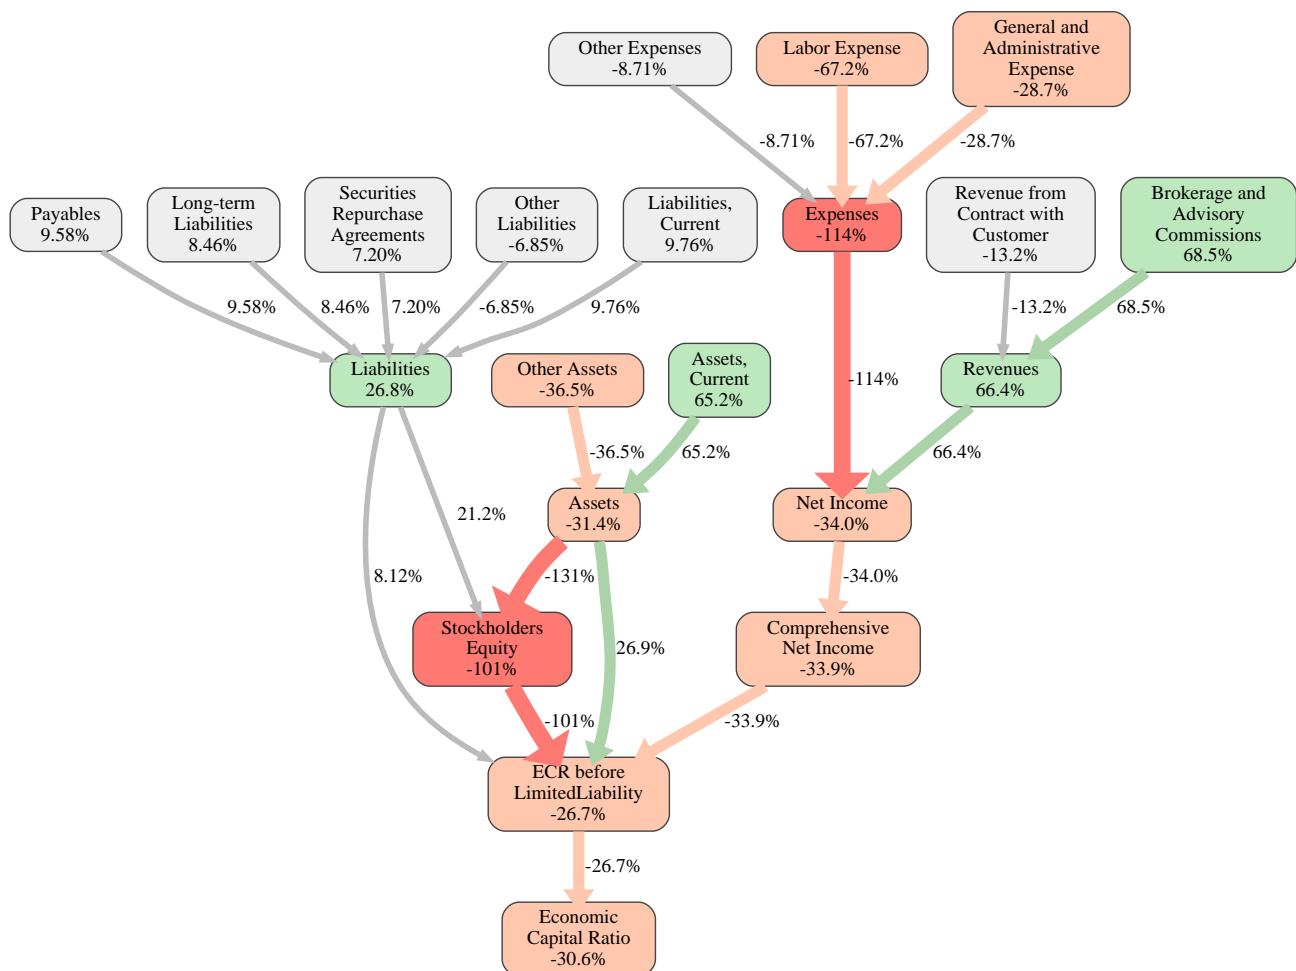 Other Expenses
-8.71%
Labor Expense
-67.2%
General and
Administrative
Expense
-28.7%
-8.71%
-67.2%
-28.7%
Payables
9.58%
Long-term
Liabilities
8.46%
Securities
Repurchase
Agreements
7.20%
Other
Liabilities
-6.85%
Liabilities,
Current
9.76%
Expenses
-114%
Revenue from
Contract with
Customer
-13.2%
Brokerage and
Advisory
Commissions
68.5%
9.58%
8.46%
7.20%
-6.85%
9.76%
-13.2%
68.5%
Liabilities
26.8%
Other Assets
-36.5%
Assets,
Current
65.2%
-114%
Revenues
66.4%
-36.5%
65.2%
66.4%
Assets
-31.4%
Net Income
-34.0%
21.2%
8.12%
-131%
-34.0%
Stockholders
Equity
-101%
26.9%
Comprehensive
Net Income
-33.9%
-101%
-33.9%
ECR before
LimitedLiability
-26.7%
-26.7%
Economic
Capital Ratio
-30.6%